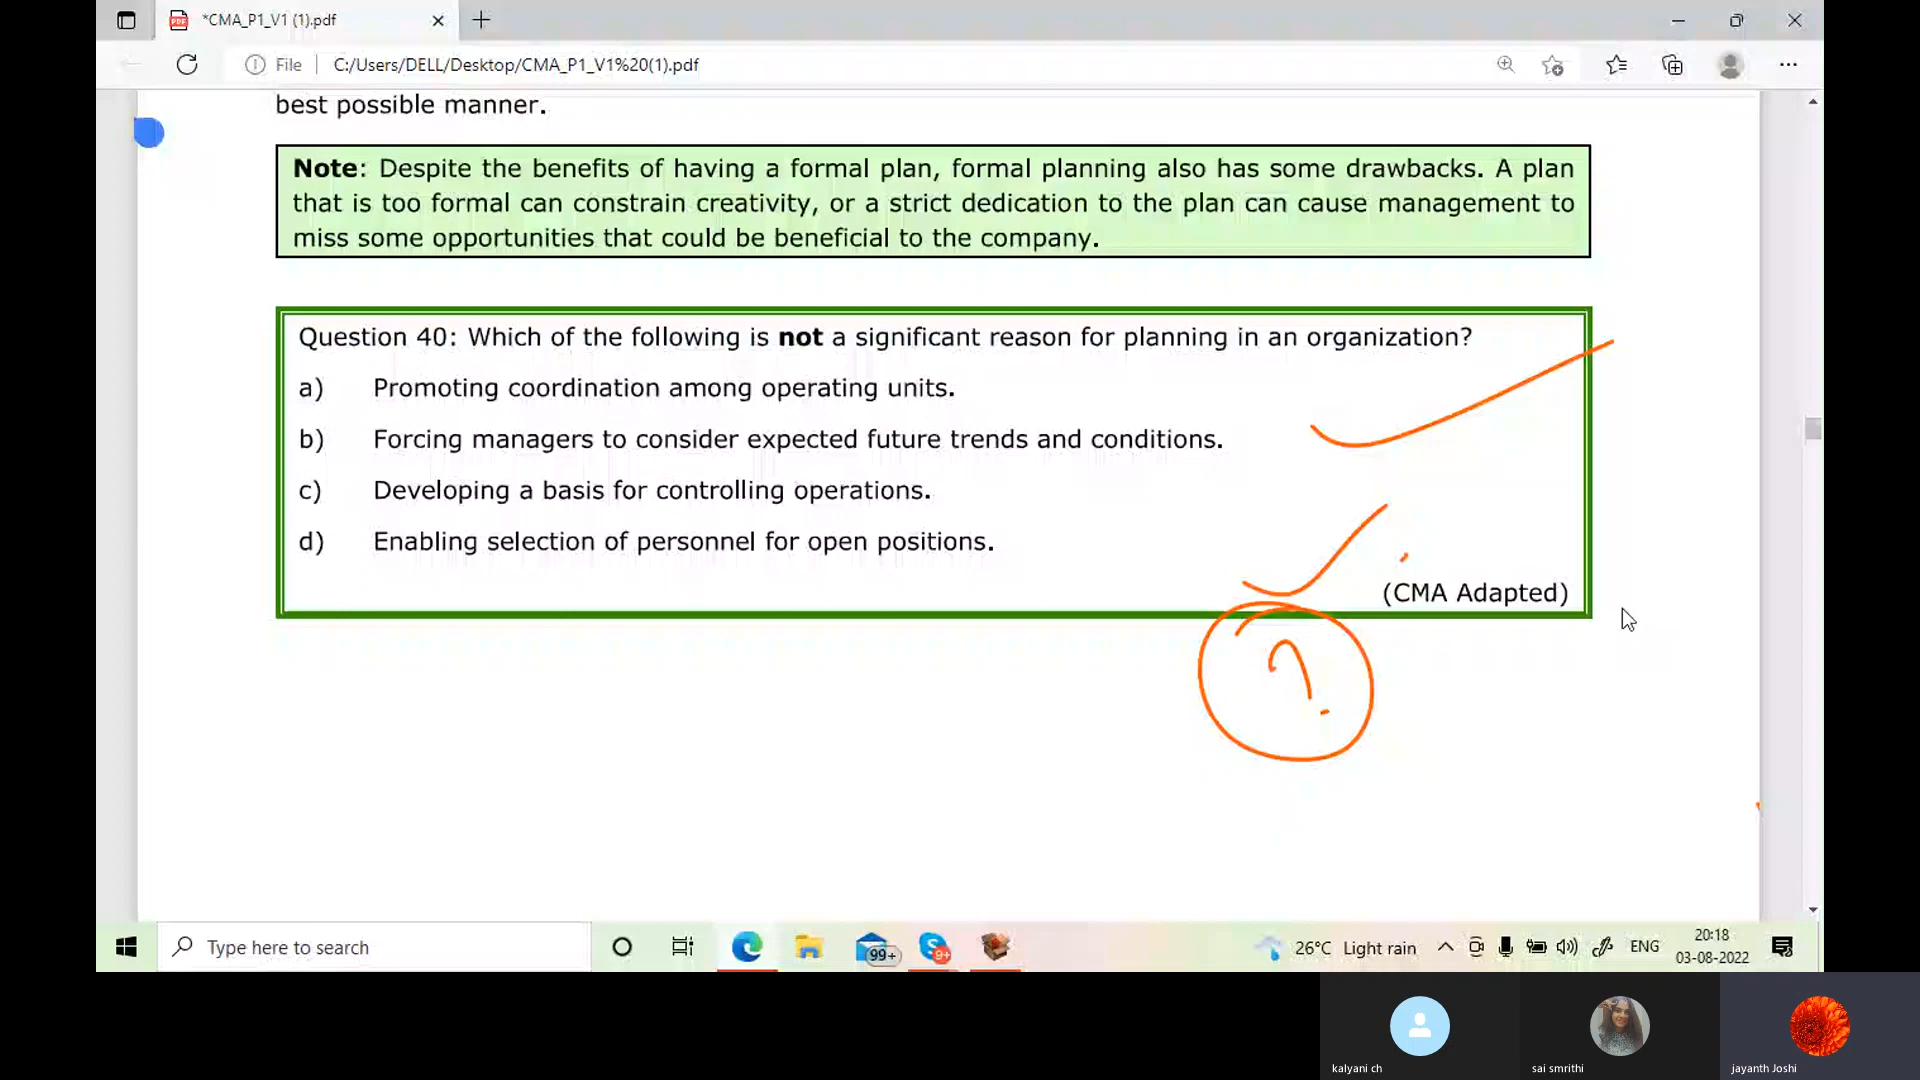 *CMA_P1_V1 (1).pdf
File C:/Users/DELL/Desktop/CMA_P1_V1%20(1).pdf
best possible manner.
Note: Despite the benefits of having a formal plan, formal planning also has some drawbacks. A plan
that is too formal can constrain creativity, or a strict dedication to the plan can cause management to
miss some opportunities that could be beneficial to the company.
Question 40: Which of the following is not a significant reason for planning in an organization?
a) Promoting coordination among operating units.
b) Forcing managers to consider expected future trends and conditions.
c) Developing a basis for controlling operations.
d) Enabling selection of personnel for open positions.
(CMA Adapted)
?
Type here to search
99+
9+
26°C Light rain
ENG
20:18
03-08-2022
kalyani ch
sai smrithi
jayanth Joshi